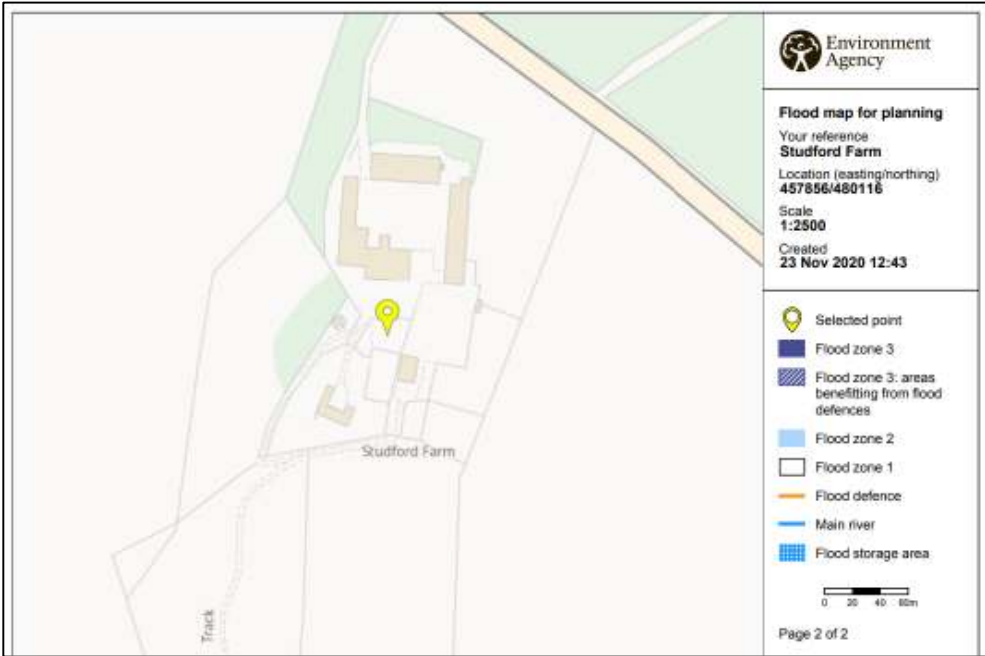 Studford Farm
Track
Environment
Agency
Flood map for planning
Your reference
Studford Farm
Location (easting/northing)
457856/480116
Scale
1:2500
Created
23 Nov 2020 12:43
Selected point
Flood zone 3
Flood zone 3: areas
benefitting from flood
defences
Flood zone 2
Flood zone 1
Flood defence
Main river
Flood storage area
0 20 40 60m
Page 2 of 2